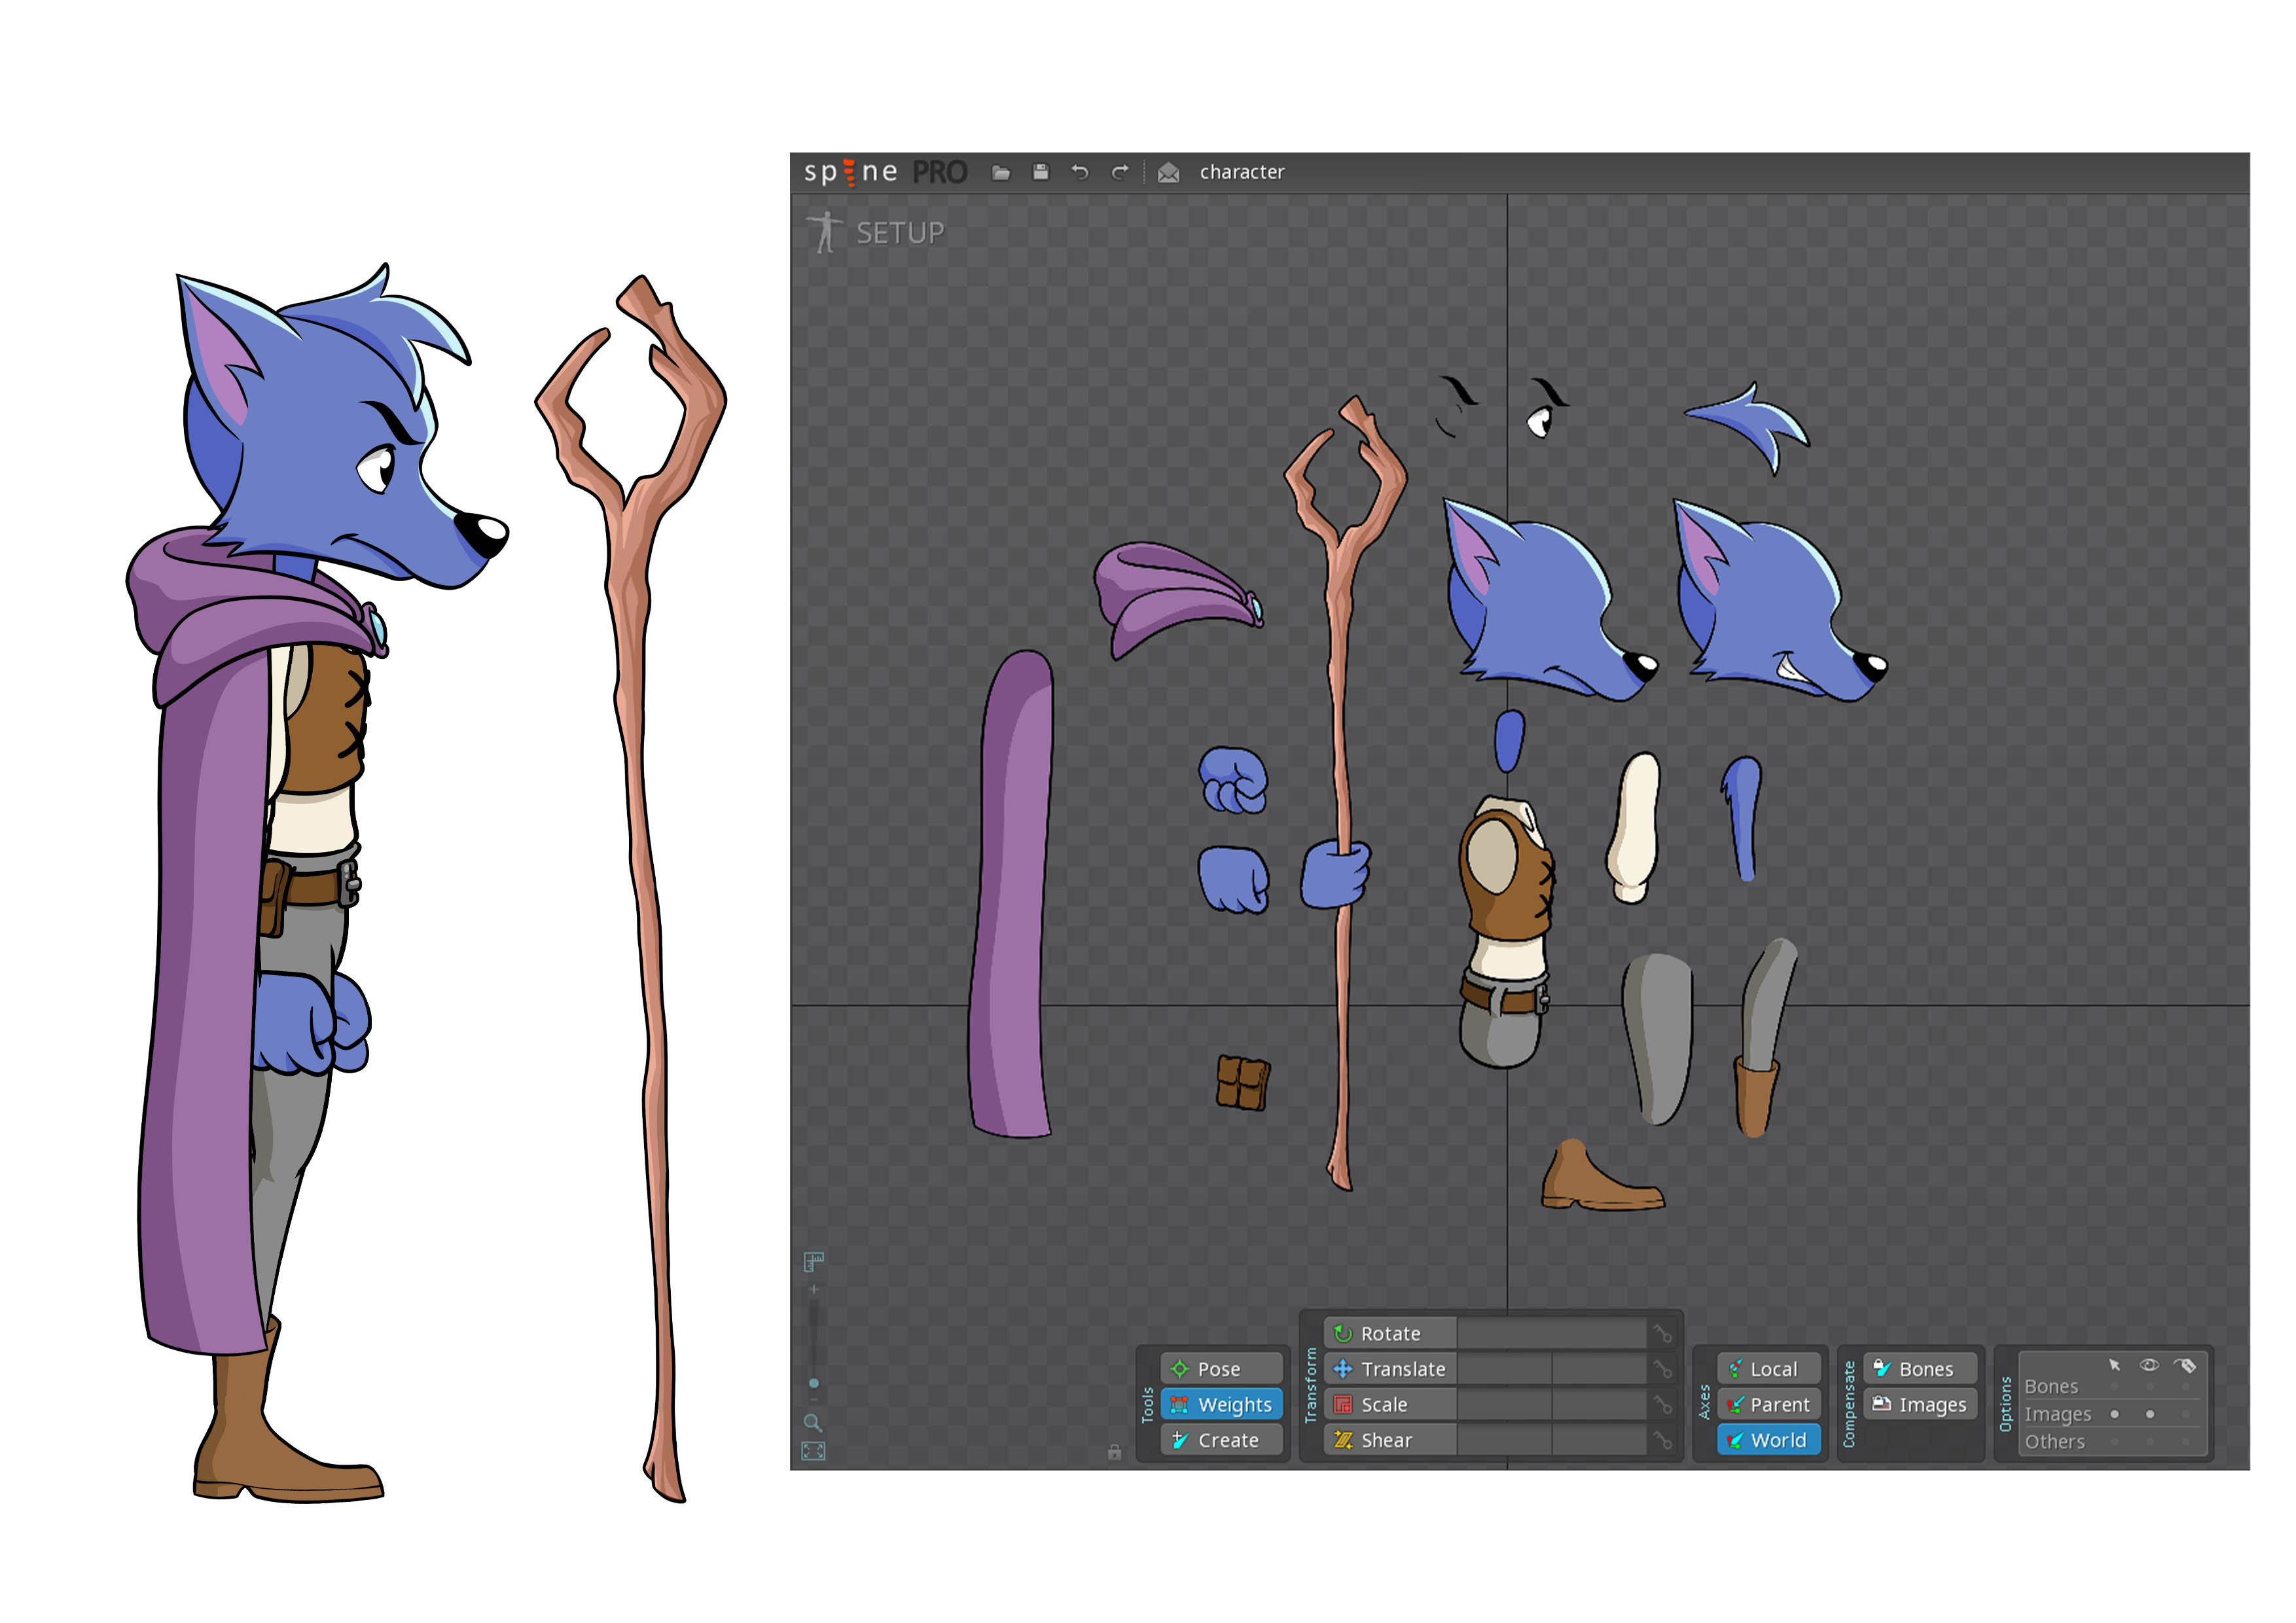 spine PRO character
SETUP
Tools
Pose
Weights
Create
Transform
Rotate
Translate
Scale
Shear
Axes
Local
Parent
World
Compensate
Bones
Images
Options
Bones
Images
Others